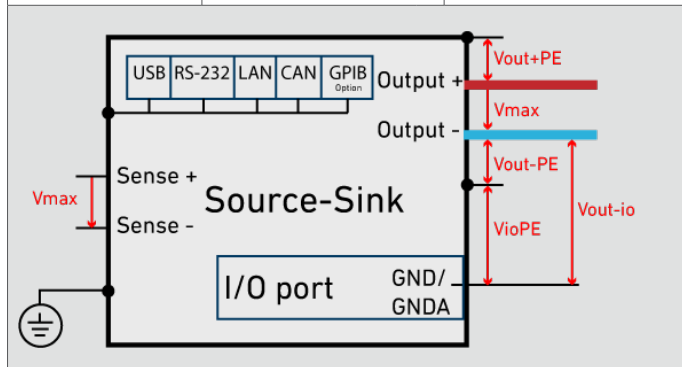 USB RS-232 LAN CAN GPIB
Option
Output +
Vout+PE
Vmax
Output -
Vout-PE
Sense +
Vmax
Sense -
Source-Sink
VioPE
Vout-io
I/O port
GND/
GNDA